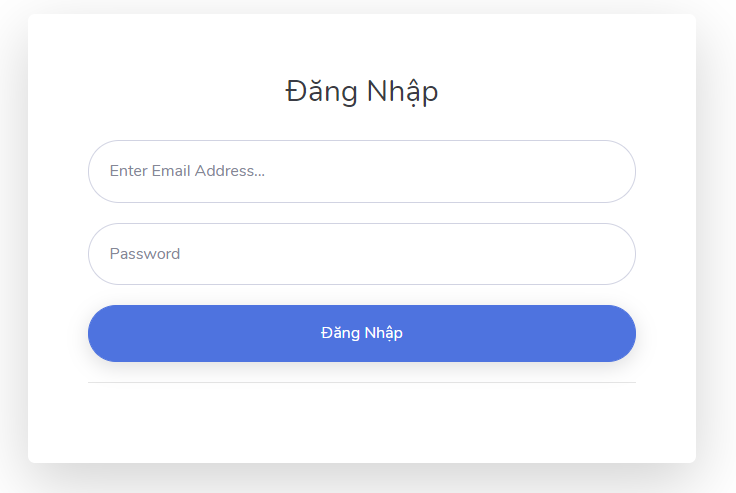 Đăng Nhập
Enter Email Address...
Password
Đăng Nhập